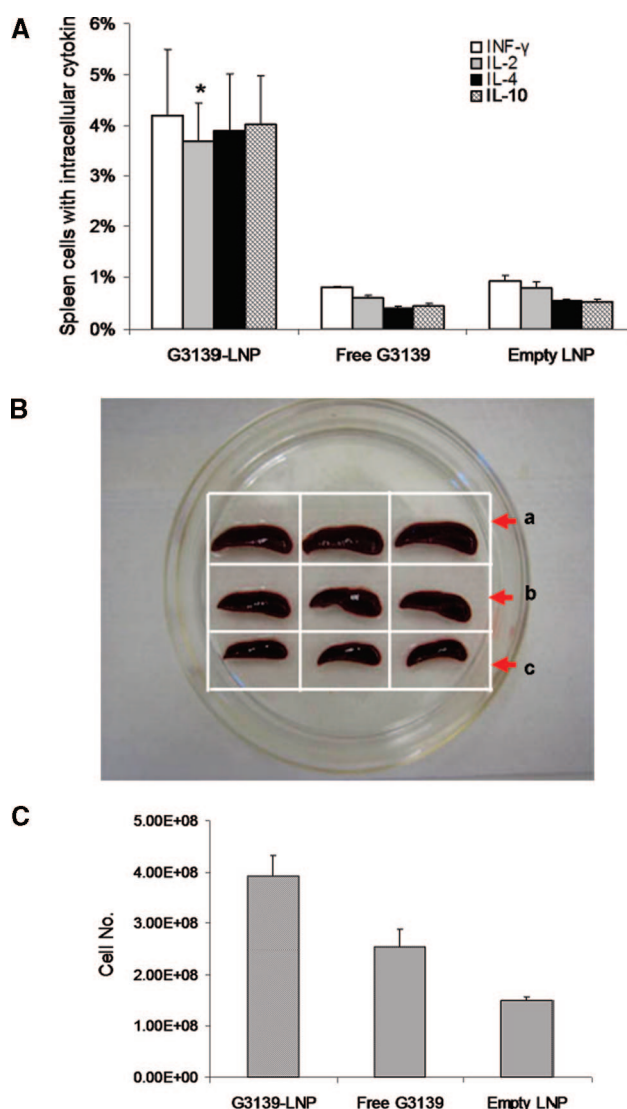 A
Spleen cells with intracellular cytokin
6%
5%
4%
3%
2%
1%
0%
*
INF-γ
IL-2
IL-4
IL-10
G3139-LNP
Free G3139
Empty LNP
B
a
b
c
C
Cell No.
5.00E+08
4.00E+08
3.00E+08
2.00E+08
1.00E+08
0.00E+00
G3139-LNP
Free G3139
Empty LNP